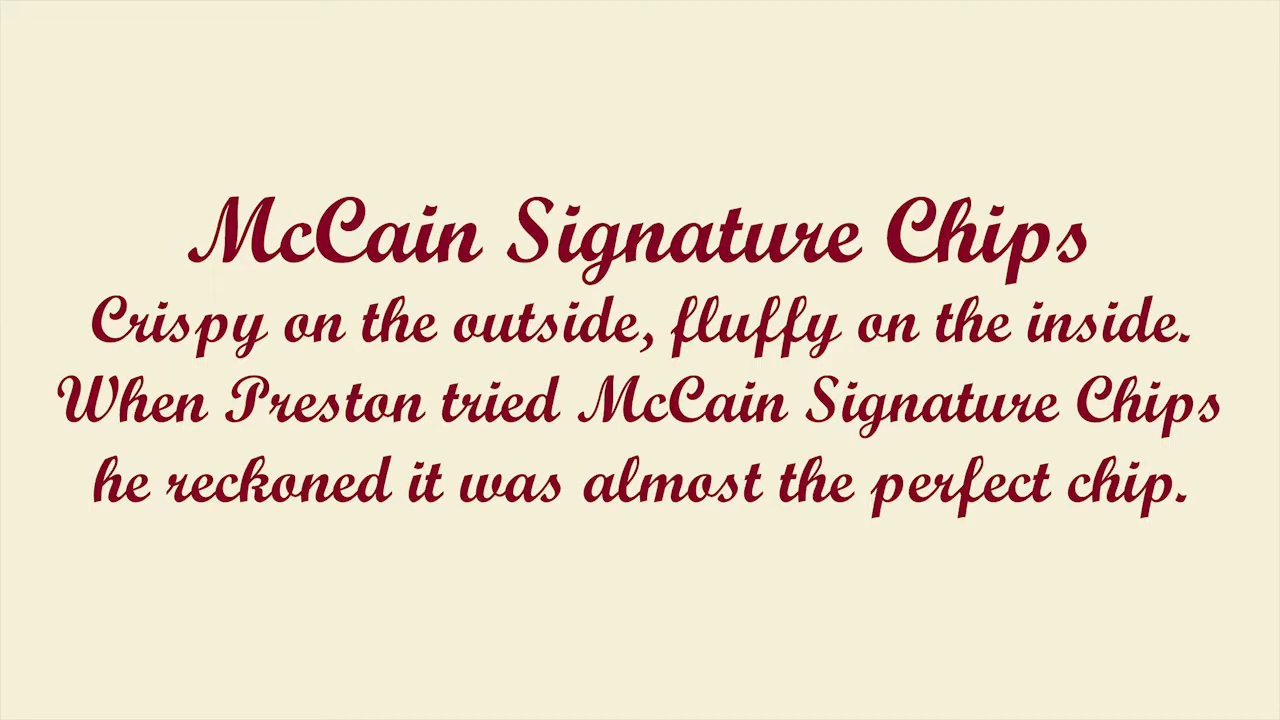 McCain Signature Chips
Crispy on the outside, fluffy on the inside.
When Preston tried McCain Signature Chips
he reckoned it was almost the perfect chip.